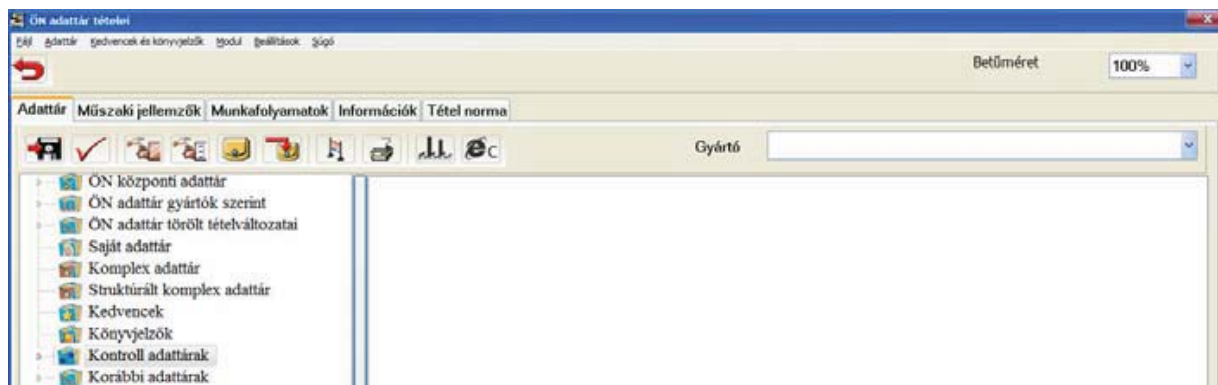 ÖN adattár tételei
Fájl Adattár Kedvencek és könyvjelzők Modul Beállítások Súgó
Betűméret 100%
Adattár Műszaki jellemzők Munkafolyamatok Információk Tétel norma
Gyártó
ÖN központi adattár
ÖN adattár gyártók szerint
ÖN adattár törölt tételváltozatai
Saját adattár
Komplex adattár
Struktúrált komplex adattár
Kedvencek
Könyvjelzők
Kontroll adattárak
Korábbi adattárak